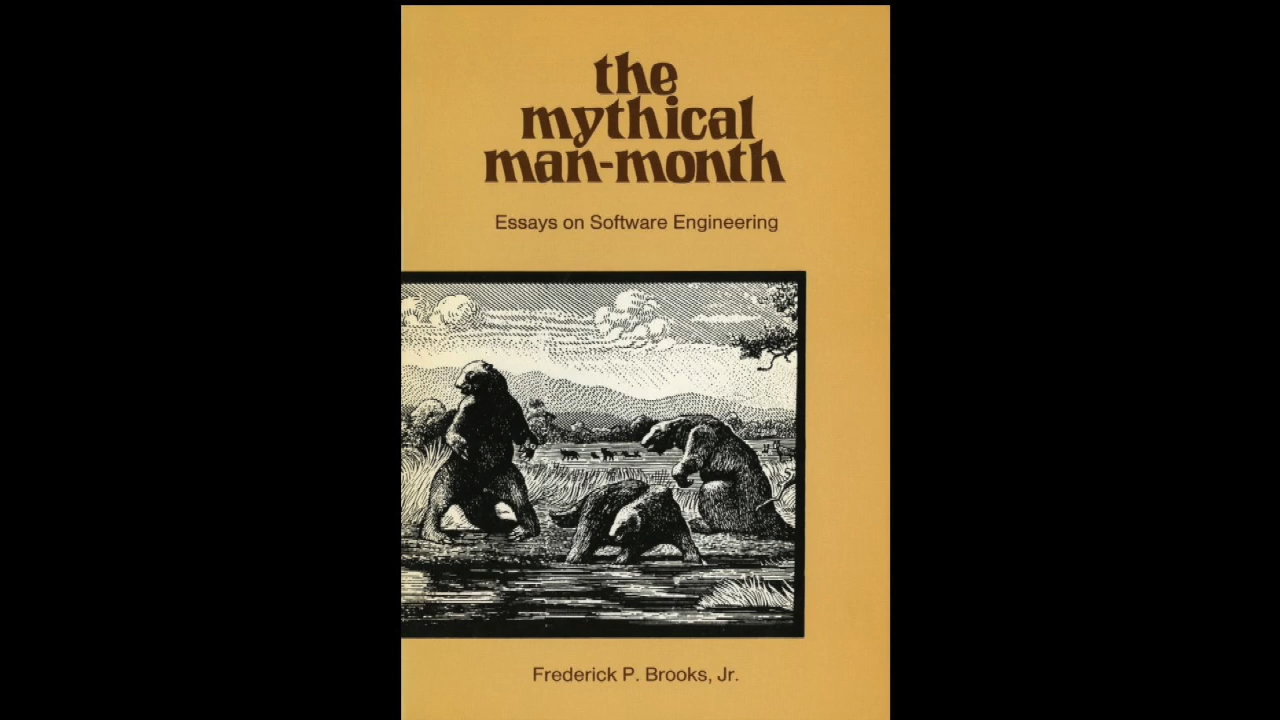 the
mythical
man-month
Essays on Software Engineering
Frederick P. Brooks, Jr.